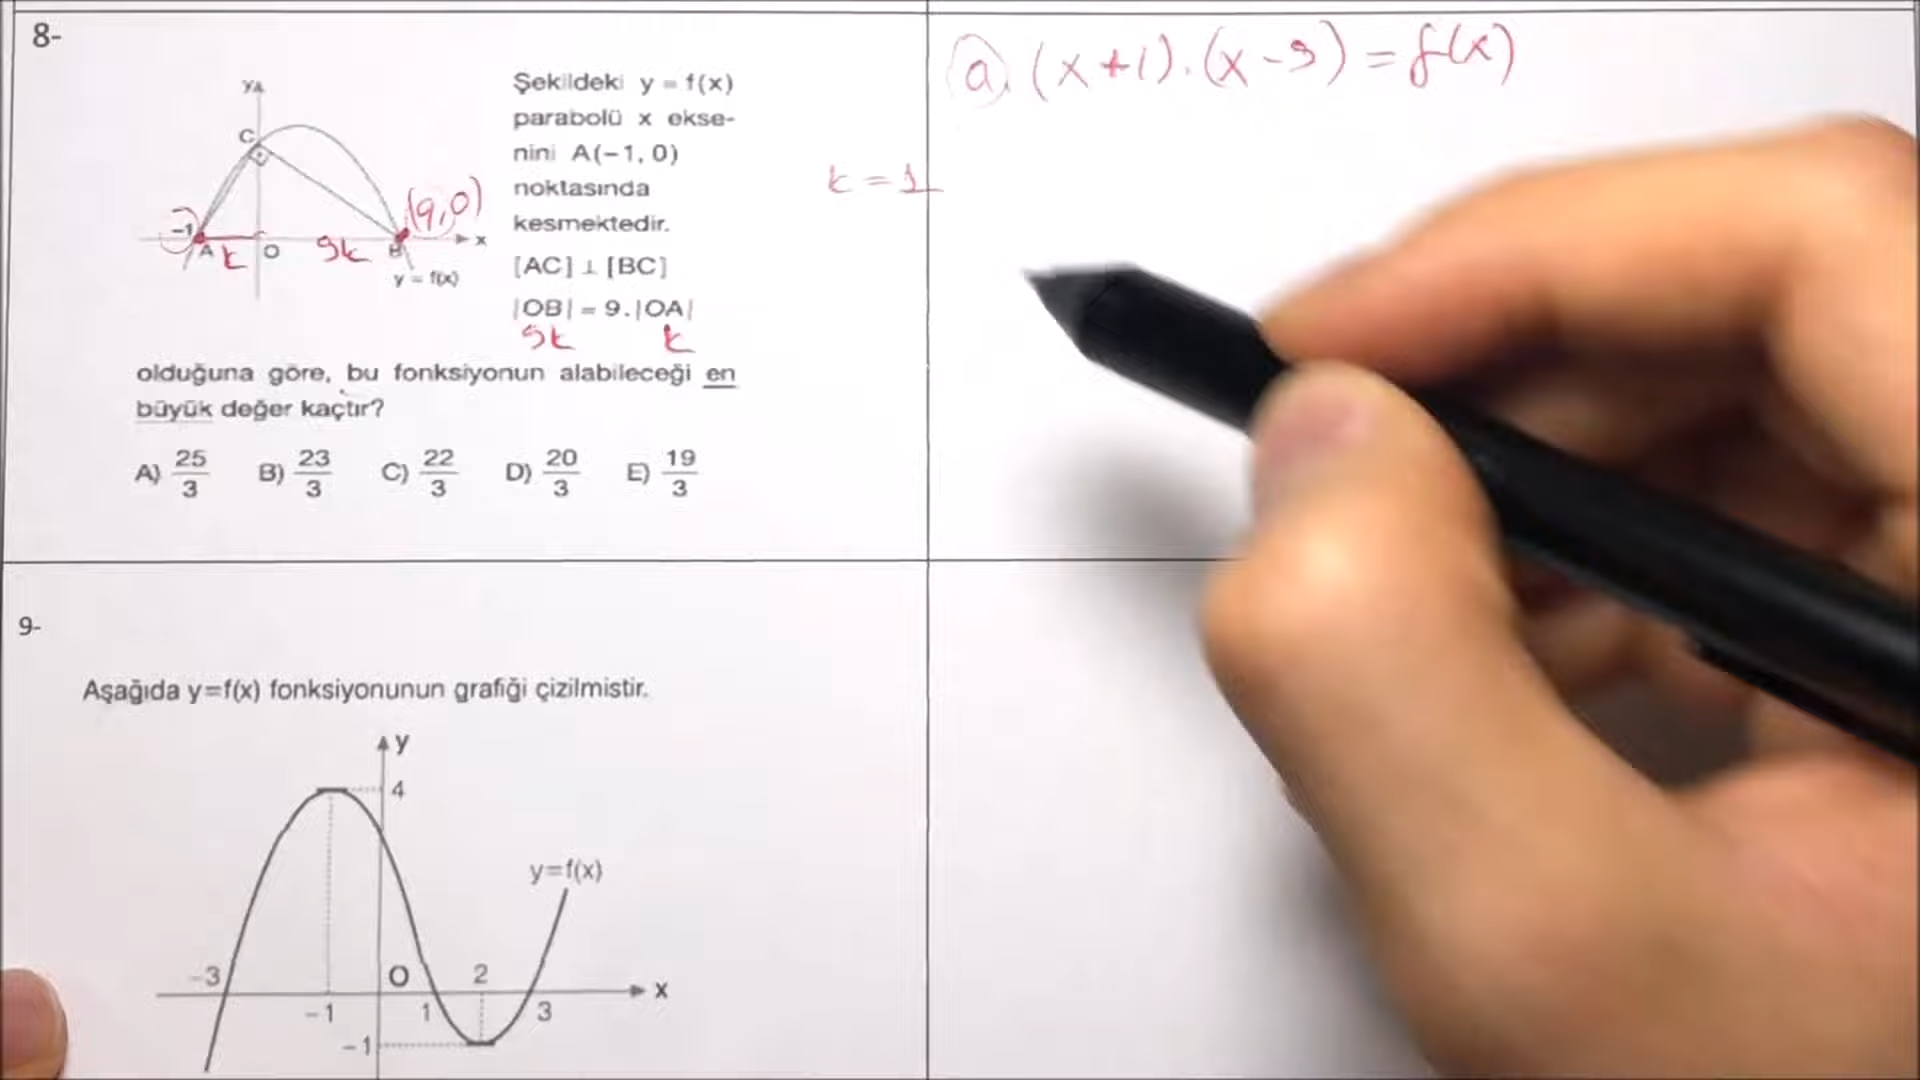 8-
a.(x+1).(x-9)=f(x)
y
C
-1
A
k
O
9k
B
(9,0)
x
y = f(x)
Şekildeki y = f(x)
parabolü x ekse-
nini A(−1, 0)
noktasında
kesmektedir.
[AC] ⊥ [BC]
|OB| = 9.|OA|
9k k
k = 1
olduğuna göre, bu fonksiyonun alabileceği en
büyük değer kaçtır?
A) 25/3 B) 23/3 C) 22/3 D) 20/3 E) 19/3
9-
Aşağıda y=f(x) fonksiyonunun grafiği çizilmistir.
y
4
y=f(x)
-3 O 2 x
-1 1 3
-1